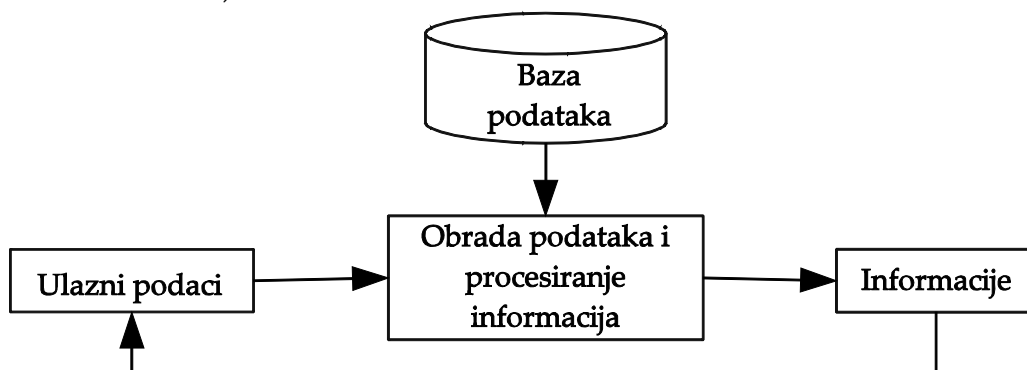 Baza
podataka
Obrada podataka i
procesiranje
informacija
Ulazni podaci
Informacije